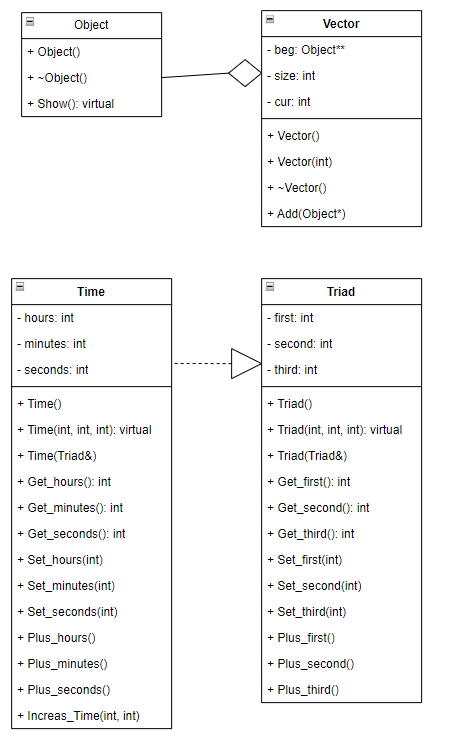 Object
+ Object()
+ ~Object()
+ Show(): virtual
Vector
- beg: Object**
- size: int
- cur: int
+ Vector()
+ Vector(int)
+ ~Vector()
+ Add(Object*)
Time
- hours: int
- minutes: int
- seconds: int
+ Time()
+ Time(int, int, int): virtual
+ Time(Triad&)
+ Get_hours(): int
+ Get_minutes(): int
+ Get_seconds(): int
+ Set_hours(int)
+ Set_minutes(int)
+ Set_seconds(int)
+ Plus_hours()
+ Plus_minutes()
+ Plus_seconds()
+ Increas_Time(int, int)
Triad
- first: int
- second: int
- third: int
+ Triad()
+ Triad(int, int, int): virtual
+ Triad(Triad&)
+ Get_first(): int
+ Get_second(): int
+ Get_third(): int
+ Set_first(int)
+ Set_second(int)
+ Set_third(int)
+ Plus_first()
+ Plus_second()
+ Plus_third()